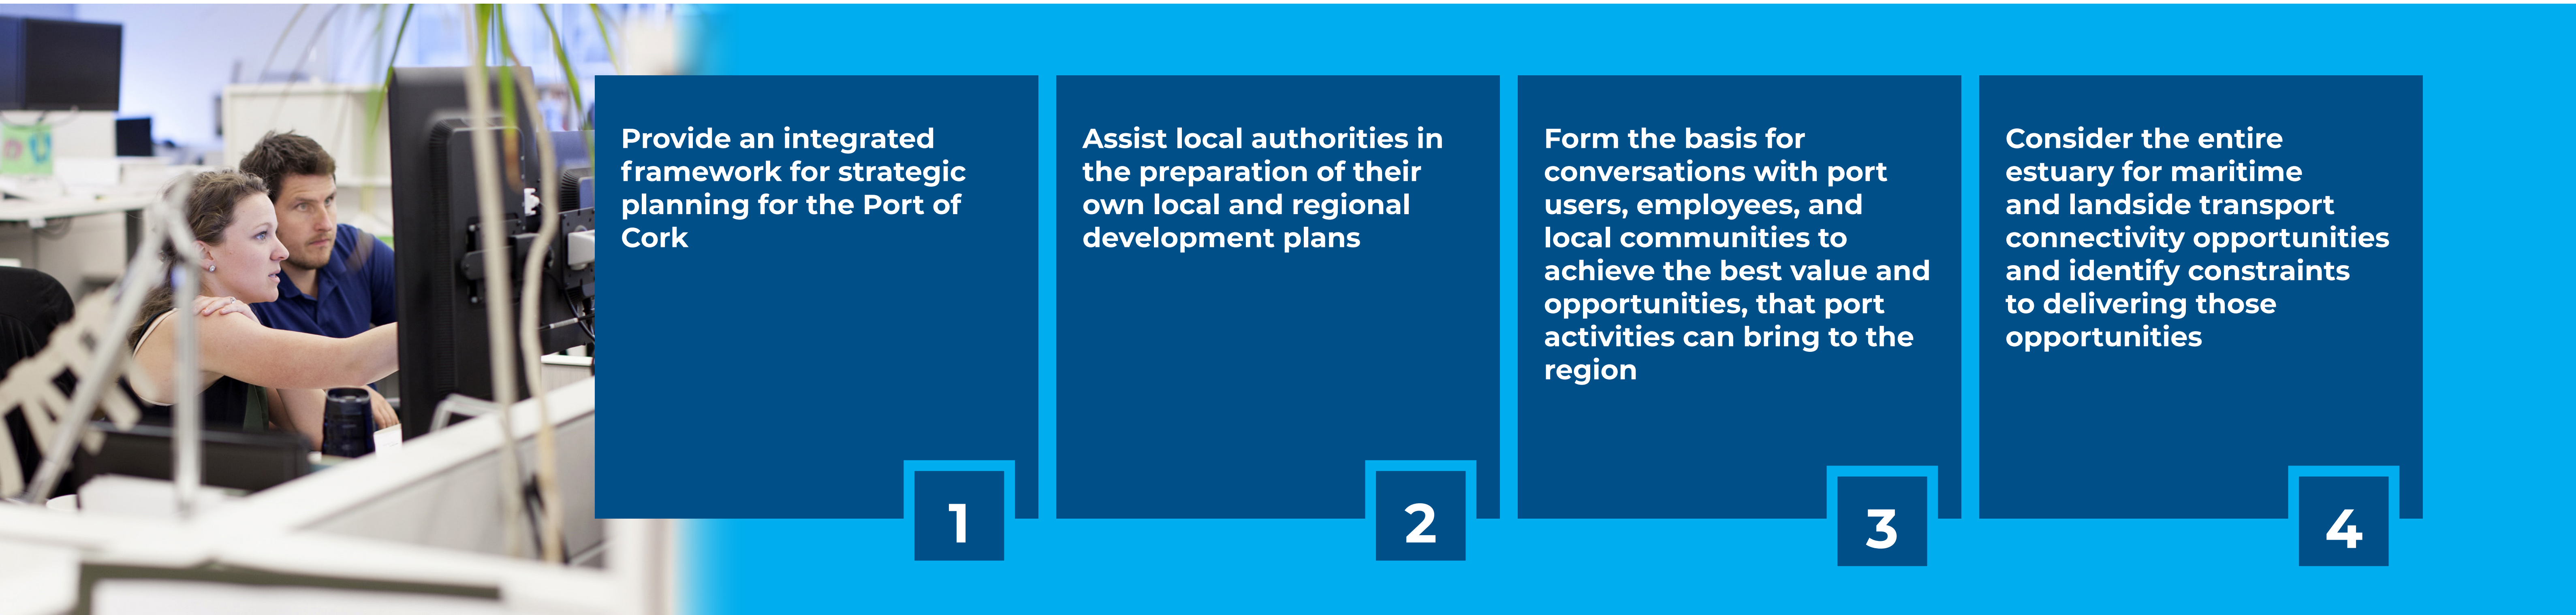 Provide an integrated
framework for strategic
planning for the Port of
Cork
1
Assist local authorities in
the preparation of their
own local and regional
development plans
2
Form the basis for
conversations with port
users, employees, and
local communities to
achieve the best value and
opportunities, that port
activities can bring to the
region
3
Consider the entire
estuary for maritime
and landside transport
connectivity opportunities
and identify constraints
to delivering those
opportunities
4